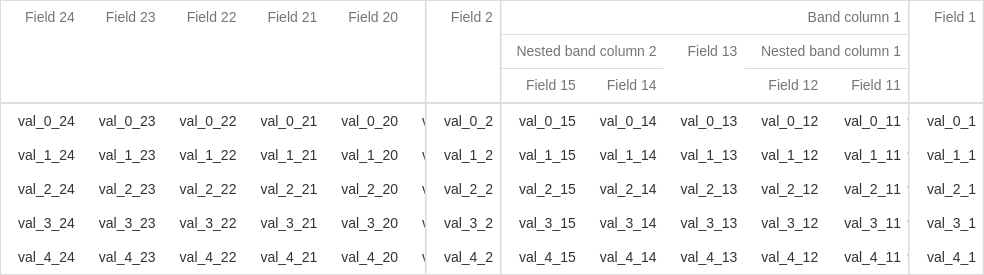 Field 24 Field 23 Field 22 Field 21 Field 20 Field 2 Band column 1 Field 1
Nested band column 2 Field 13 Nested band column 1
Field 15 Field 14 Field 12 Field 11
val_0_24 val_0_23 val_0_22 val_0_21 val_0_20 val_0_2 val_0_15 val_0_14 val_0_13 val_0_12 val_0_11 val_0_1
val_1_24 val_1_23 val_1_22 val_1_21 val_1_20 val_1_2 val_1_15 val_1_14 val_1_13 val_1_12 val_1_11 val_1_1
val_2_24 val_2_23 val_2_22 val_2_21 val_2_20 val_2_2 val_2_15 val_2_14 val_2_13 val_2_12 val_2_11 val_2_1
val_3_24 val_3_23 val_3_22 val_3_21 val_3_20 val_3_2 val_3_15 val_3_14 val_3_13 val_3_12 val_3_11 val_3_1
val_4_24 val_4_23 val_4_22 val_4_21 val_4_20 val_4_2 val_4_15 val_4_14 val_4_13 val_4_12 val_4_11 val_4_1